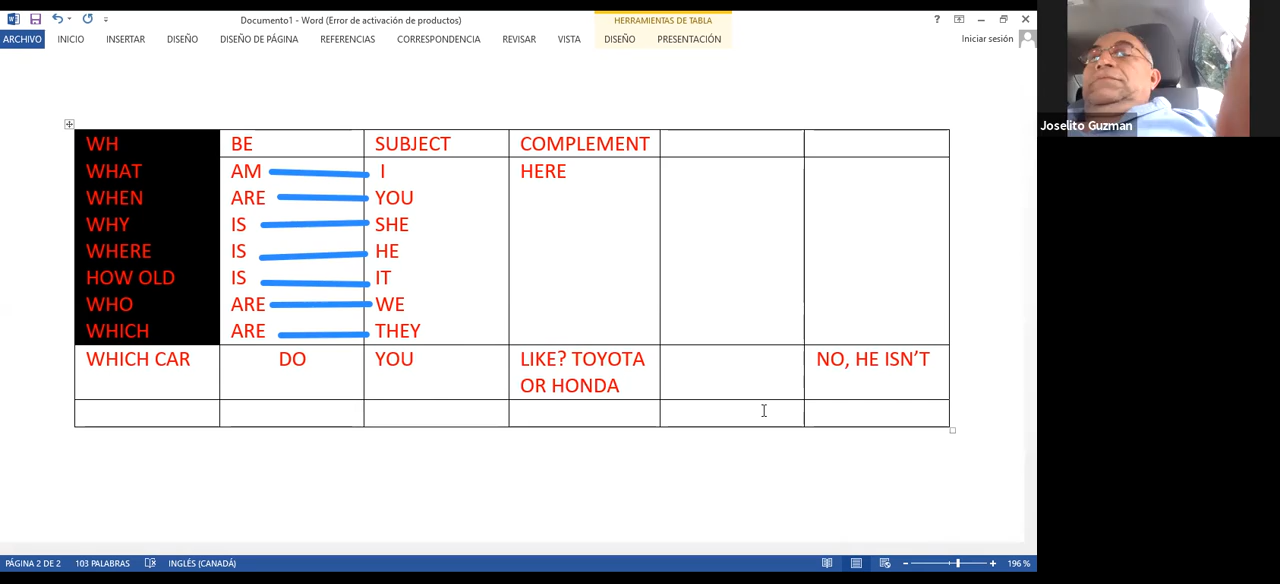 Documento1 - Word (Error de activación de productos)
HERRAMIENTAS DE TABLA
?
ARCHIVO INICIO INSERTAR DISEÑO DISEÑO DE PÁGINA REFERENCIAS CORRESPONDENCIA REVISAR VISTA DISEÑO PRESENTACIÓN Iniciar sesión
Joselito Guzman
WH BE SUBJECT COMPLEMENT
WHAT AM I HERE
WHEN ARE YOU
WHY IS SHE
WHERE IS HE
HOW OLD IS IT
WHO ARE WE
WHICH ARE THEY
WHICH CAR DO YOU LIKE? TOYOTA NO, HE ISN'T
OR HONDA
PÁGINA 2 DE 2 103 PALABRAS INGLÉS (CANADÁ) 196 %